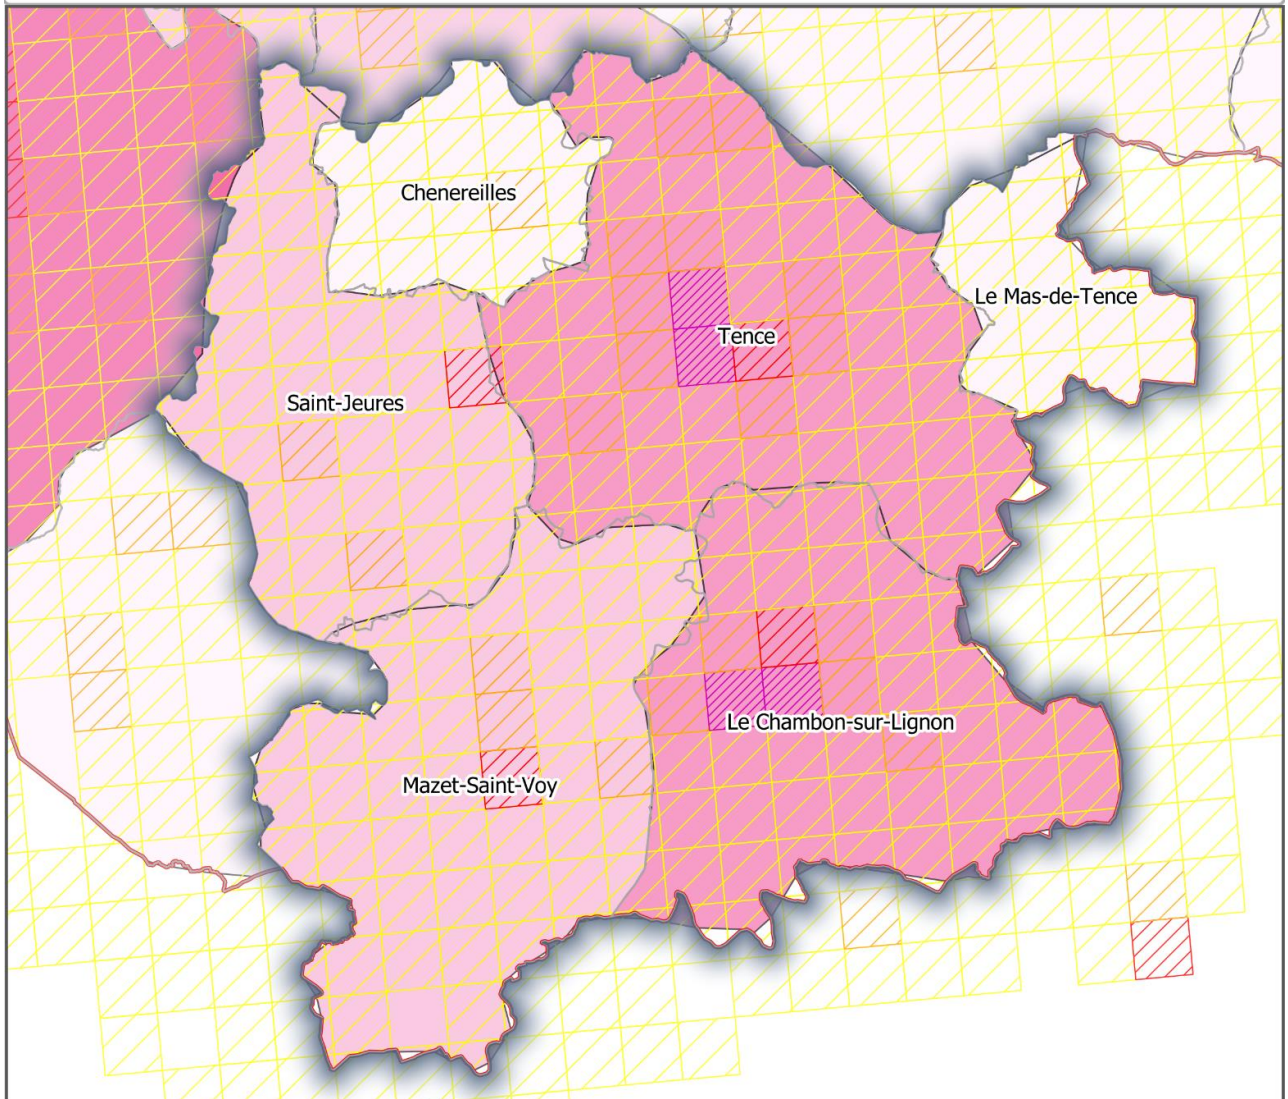 Chenereilles
Le Mas-de-Tence
Tence
Saint-Jeures
Le Chambon-sur-Lignon
Mazet-Saint-Voy